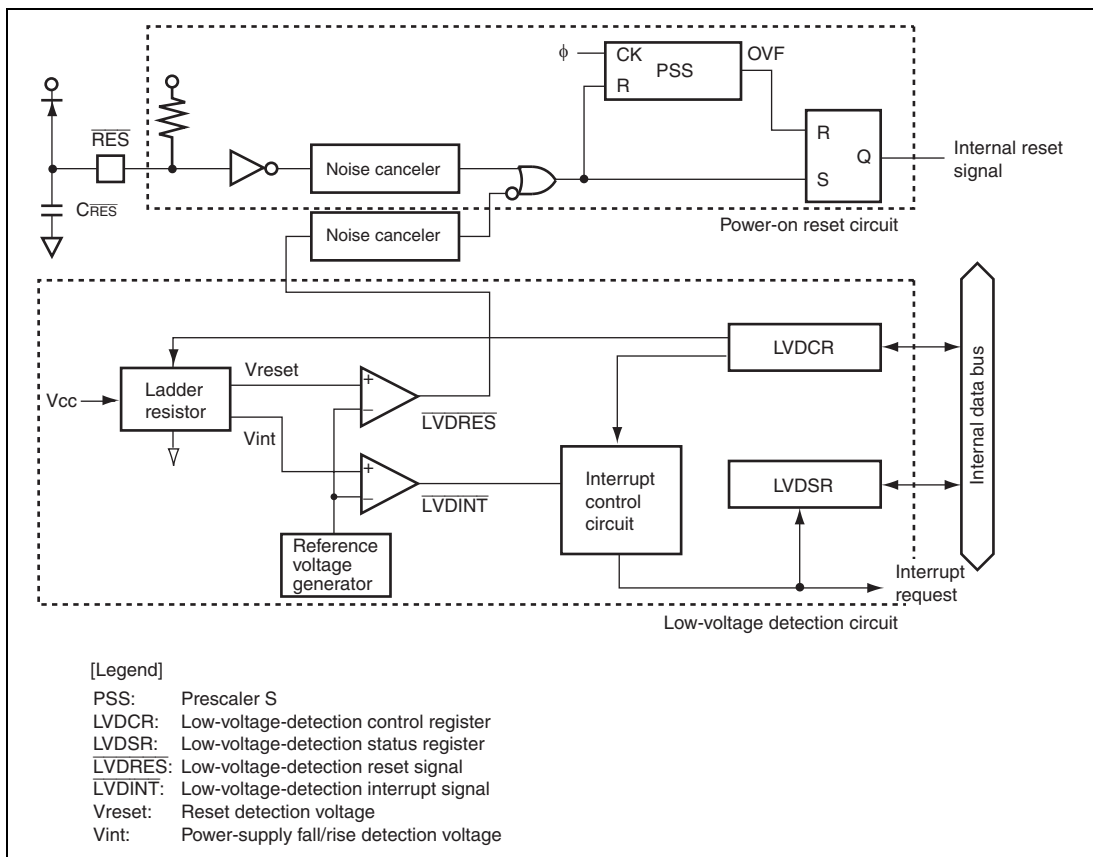 φ
CK
PSS
OVF
R
RES
Noise canceler
R
Q
S
Internal reset
signal
CRES
Noise canceler
Power-on reset circuit
LVDCR
Vreset
Vcc
Ladder
resistor
Vint
LVDRES
LVDINT
Interrupt
control
circuit
LVDSR
Internal data bus
Reference
voltage
generator
Interrupt
request
Low-voltage detection circuit
+
−
+
−
[Legend]
PSS: Prescaler S
LVDCR: Low-voltage-detection control register
LVDSR: Low-voltage-detection status register
LVDRES: Low-voltage-detection reset signal
LVDINT: Low-voltage-detection interrupt signal
Vreset: Reset detection voltage
Vint: Power-supply fall/rise detection voltage